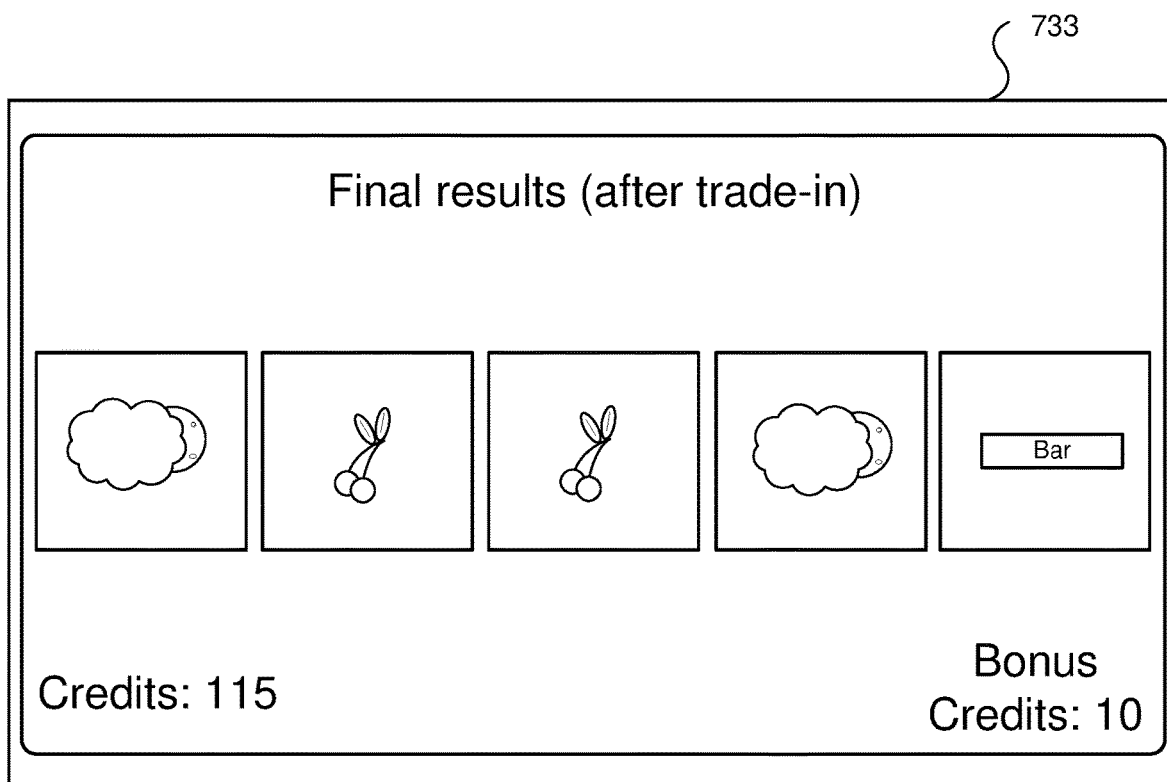 733
Final results (after trade-in)
Bar
Credits: 115
Bonus
Credits: 10